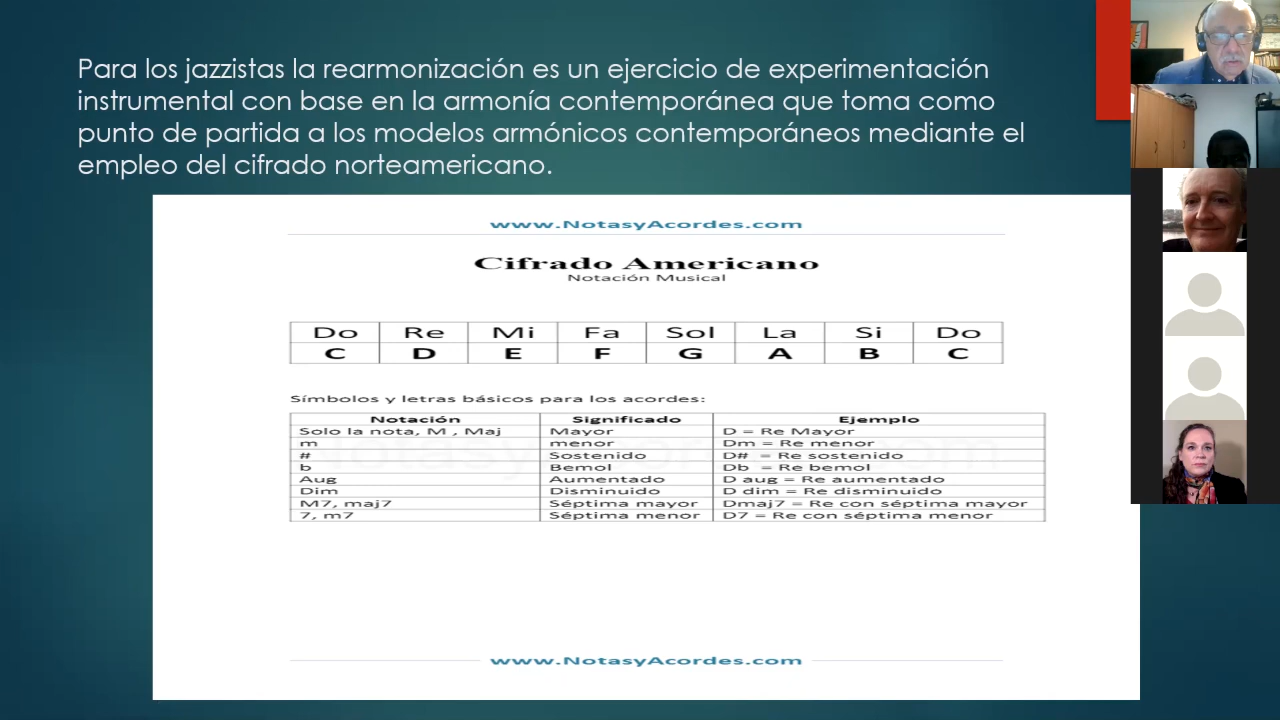 Para los jazzistas la rearmonización es un ejercicio de experimentación
instrumental con base en la armonía contemporánea que toma como
punto de partida a los modelos armónicos contemporáneos mediante el
empleo del cifrado norteamericano.
www.NotasyAcordes.com
Cifrado Americano
Notación Musical
Do Re Mi Fa Sol La Si Do
C D E F G A B C
Símbolos y letras básicos para los acordes:
Notación Significado Ejemplo
Solo la nota, M , Maj Mayor D = Re Mayor
m menor Dm = Re menor
# Sostenido D# = Re sostenido
b Bemol Db = Re bemol
Aug Aumentado D aug = Re aumentado
Dim Disminuido D dim = Re disminuido
M7, maj7 Séptima mayor Dmaj7 = Re con séptima mayor
7, m7 Séptima menor D7 = Re con séptima menor
www.NotasyAcordes.com